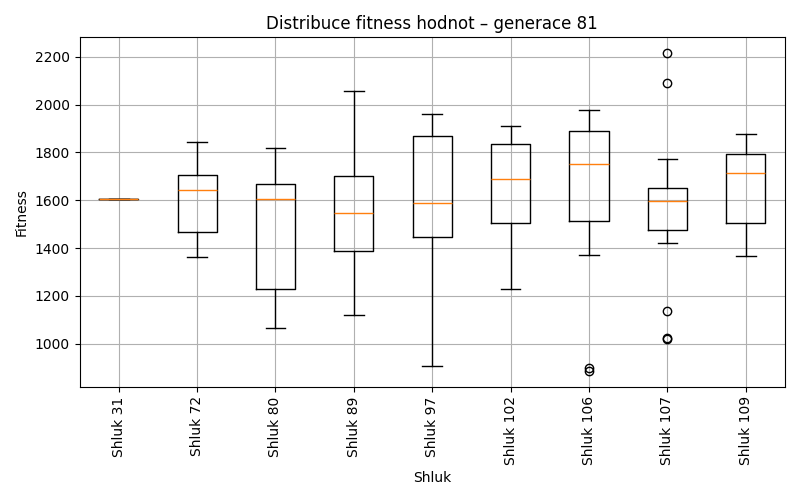 Distribuce fitness hodnot – generace 81
Fitness
2200
2000
1800
1600
1400
1200
1000
Shluk 31
Shluk 72
Shluk 80
Shluk 89
Shluk 97
Shluk 102
Shluk 106
Shluk 107
Shluk 109
Shluk